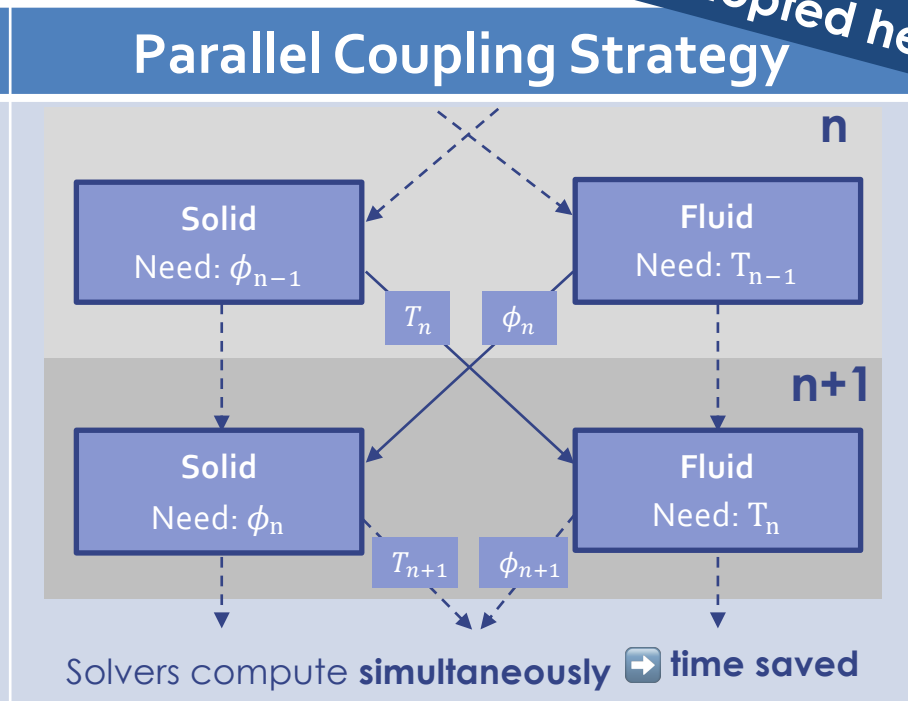 Parallel Coupling Strategy
n
Solid
Need: ϕₙ₋₁
Fluid
Need: Tₙ₋₁
Tₙ
ϕₙ
n+1
Solid
Need: ϕₙ
Fluid
Need: Tₙ
Tₙ₊₁
ϕₙ₊₁
Solvers compute simultaneously ➡ time saved